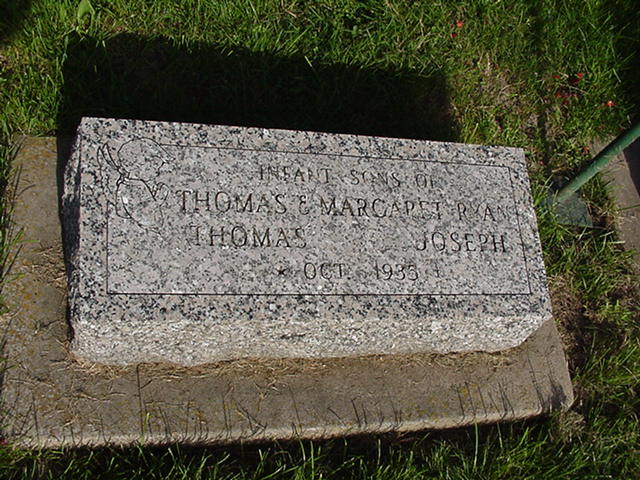 INFANT SONS OF
THOMAS & MARGARET RYAN
THOMAS JOSEPH
★ OCT 1935 †